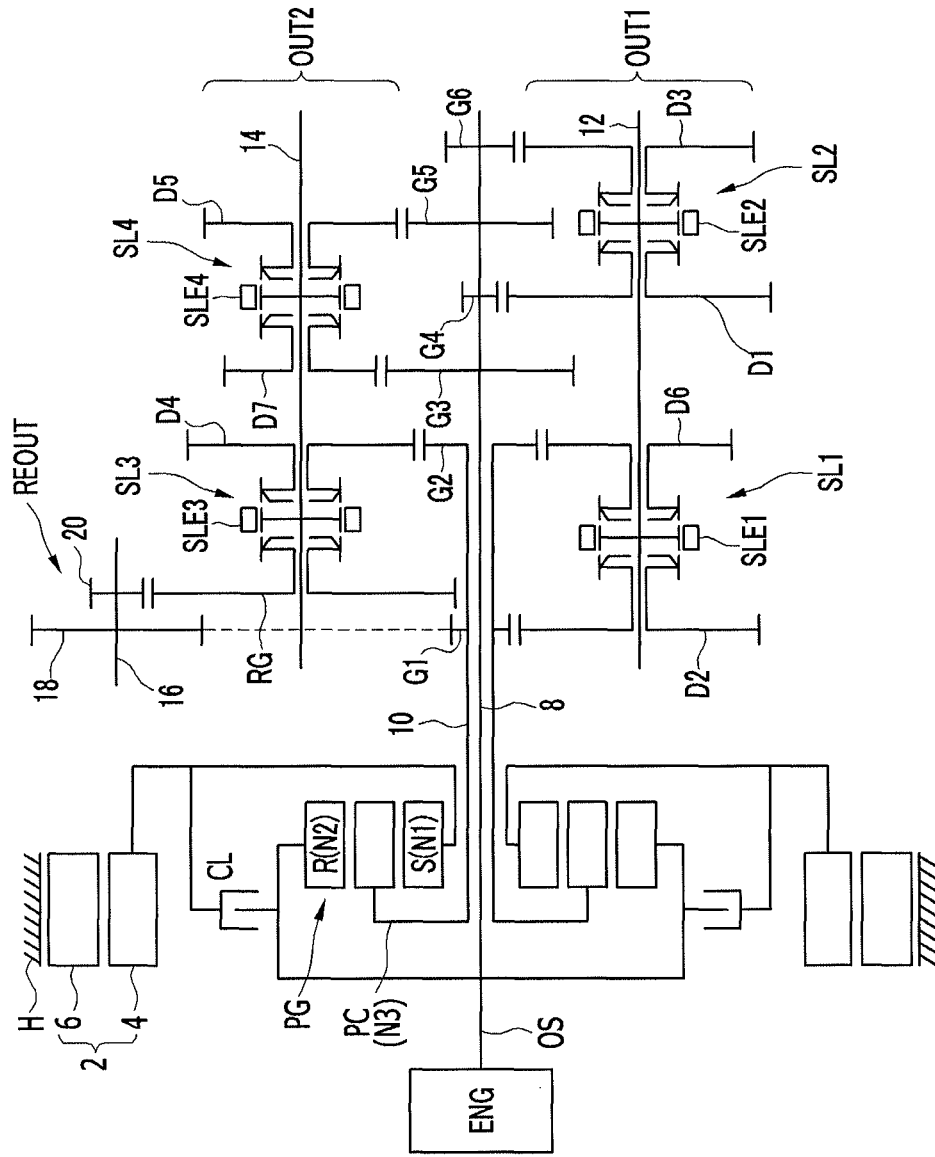 OUT2
OUT1
14
G6
12
D3
D5
G5
SL2
SL4
SLE2
SLE4
G4
D1
D7
G3
D4
D6
REOUT
SL3
G2
SL1
20
SLE3
SLE1
18
16
RG
G1
D2
10
8
CL
R(N2)
S(N1)
H
6
4
2
PG
PC
(N3)
OS
ENG